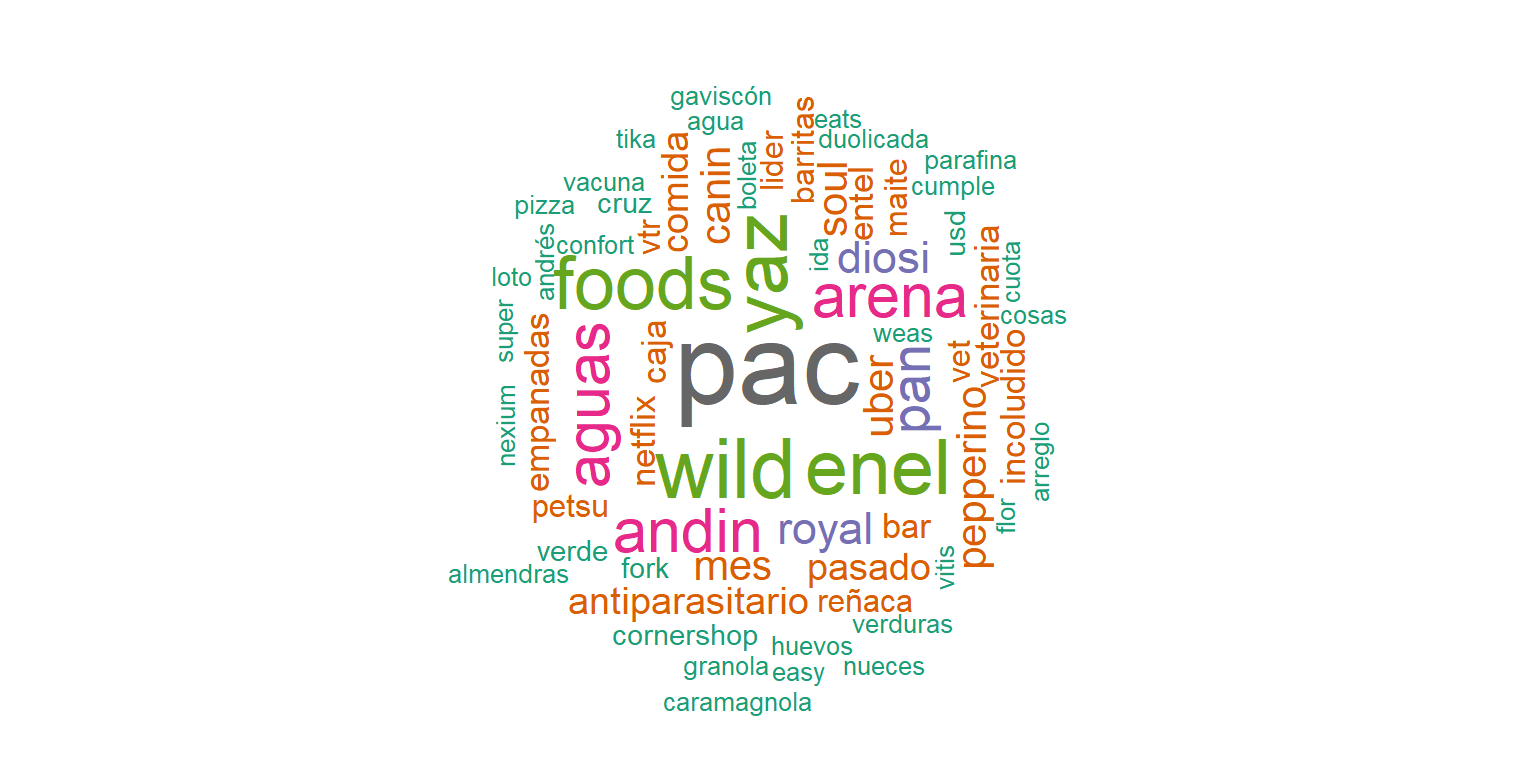 gaviscón
agua
eats
tika
duolicada
barritas
lider
boleta
comida
canin
parafina
soul
entel
maite
cumple
vacuna
pizza
cruz
vtr
confort
andrés
yaz
ida
diosi
usd
veterinaria
cuota
loto
foods
arena
cosas
super
empanadas
aguas
caja
pac
weas
uber
pan
vet
incoludido
nexium
netflix
wild
enel
pepperino
arreglo
petsu
andin
royal
bar
flor
verde
almendras
fork
mes
pasado
vitis
antiparasitario
reñaca
cornershop
verduras
huevos
granola
easy
nueces
caramagnola